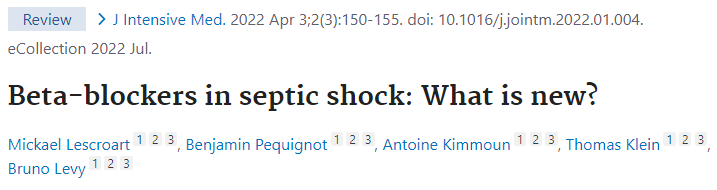 Review
J Intensive Med. 2022 Apr 3;2(3):150-155. doi: 10.1016/j.jointm.2022.01.004.
eCollection 2022 Jul.
Beta-blockers in septic shock: What is new?
Mickael Lescroart 1 2 3, Benjamin Pequignot 1 2 3, Antoine Kimmoun 1 2 3, Thomas Klein 1 2 3,
Bruno Levy 1 2 3